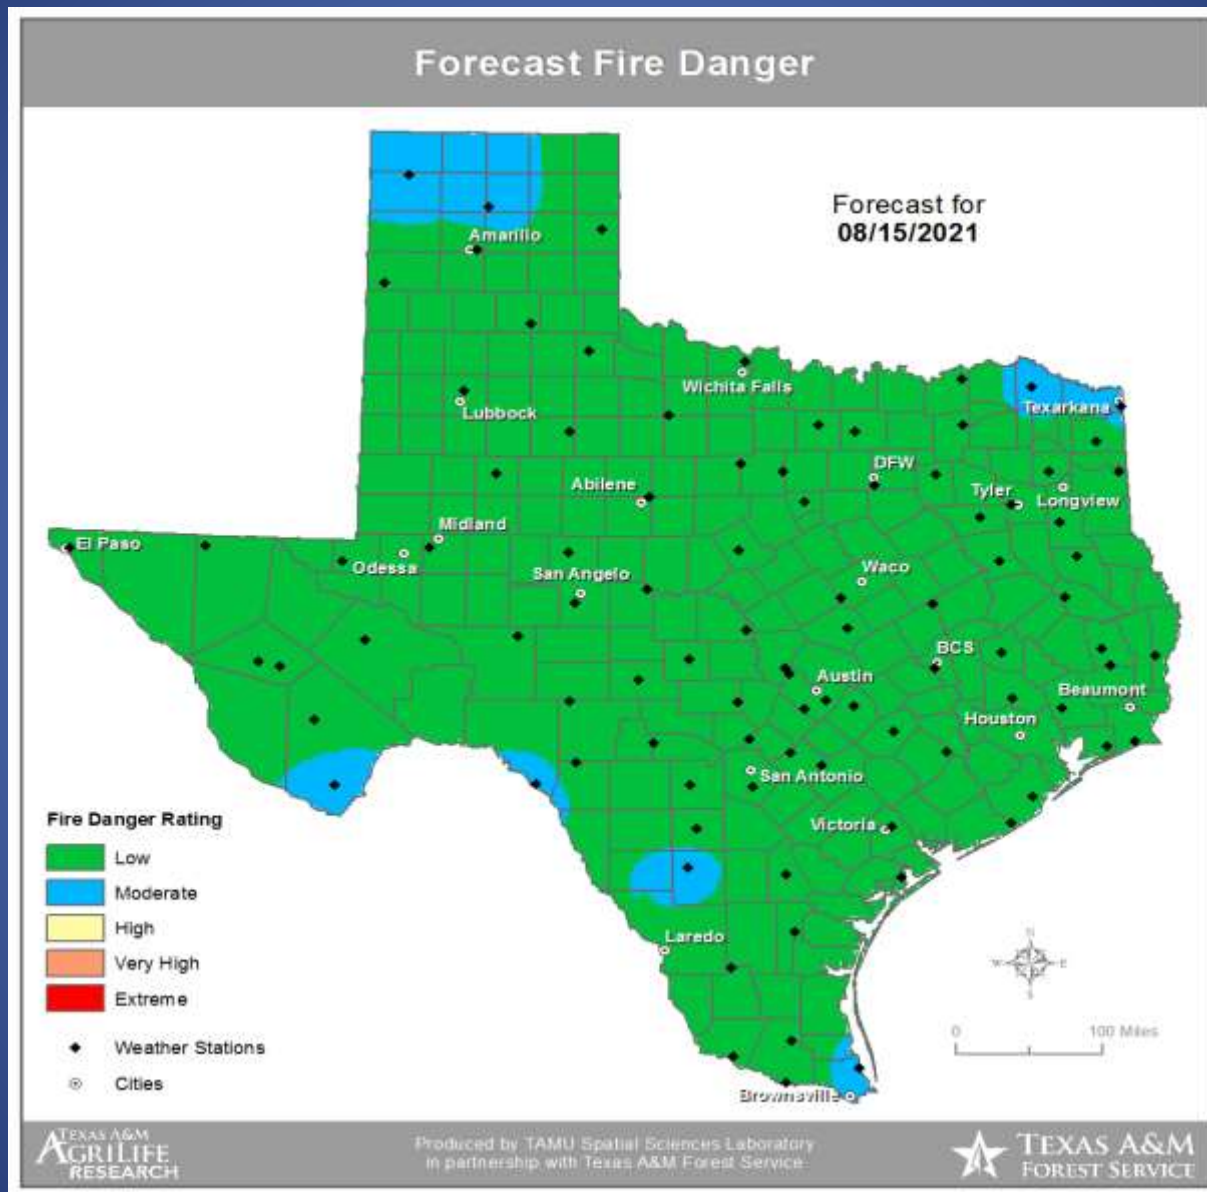 Forecast Fire Danger
Forecast for
08/15/2021
Amarillo
Wichita Falls
Lubbock
Texarkana
DFW
Abilene
Tyler
Longview
Midland
El Paso
Odessa
San Angelo
Waco
BCS
Austin
Beaumont
Houston
San Antonio
Victoria
Laredo
Brownsville
Fire Danger Rating
Low
Moderate
High
Very High
Extreme
Weather Stations
Cities
N
W E
S
0 100 Miles
TEXAS A&M
AGRILIFE
RESEARCH
Produced by TAMU Spatial Sciences Laboratory
in partnership with Texas A&M Forest Service
TEXAS A&M
FOREST SERVICE